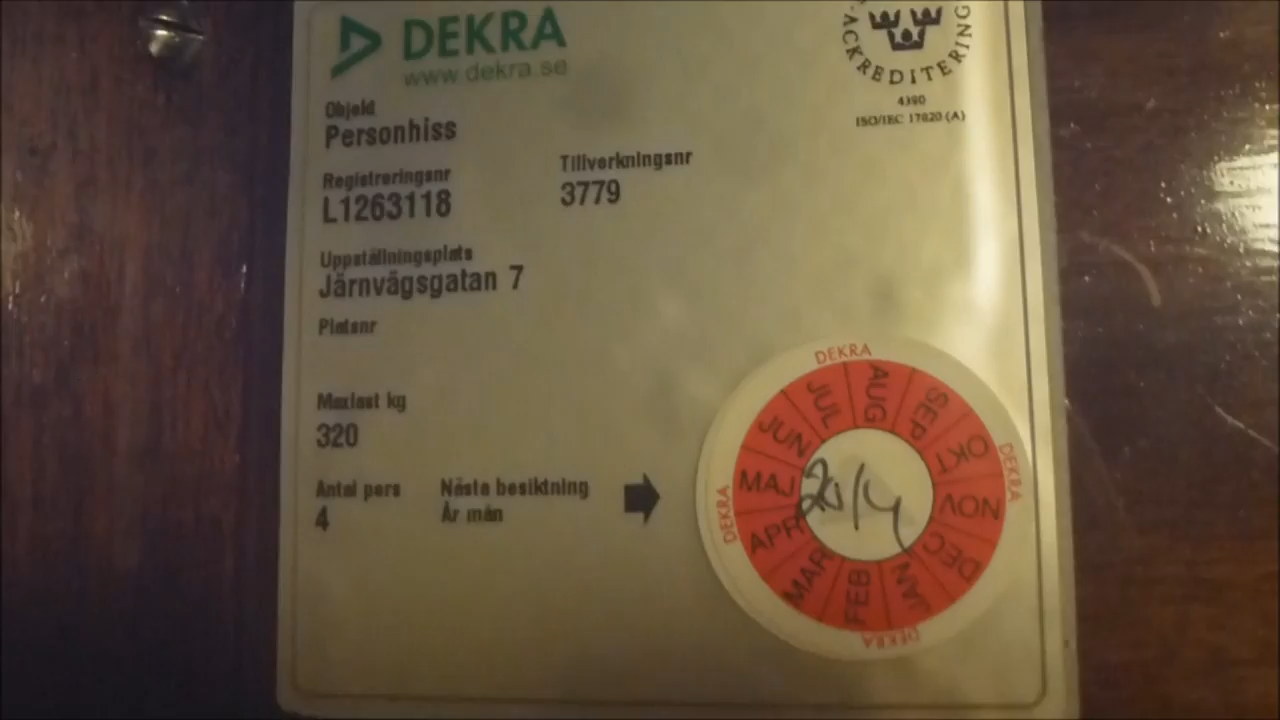 DEKRA
www.dekra.se
ACKREDITERING
4390
ISO/IEC 17020 (A)
Objekt
Personhiss
Registreringsnr
L1263118
Tillverkningsnr
3779
Uppställningsplats
Järnvägsgatan 7
Platsnr
Maxlast kg
320
Antal pers
4
Nästa besiktning
År mån
DEKRA
DEKRA
DEKRA
DEKRA
JAN
FEB
MAR
APR
MAJ
JUN
JUL
AUG
SEP
OKT
NOV
DEC
2014